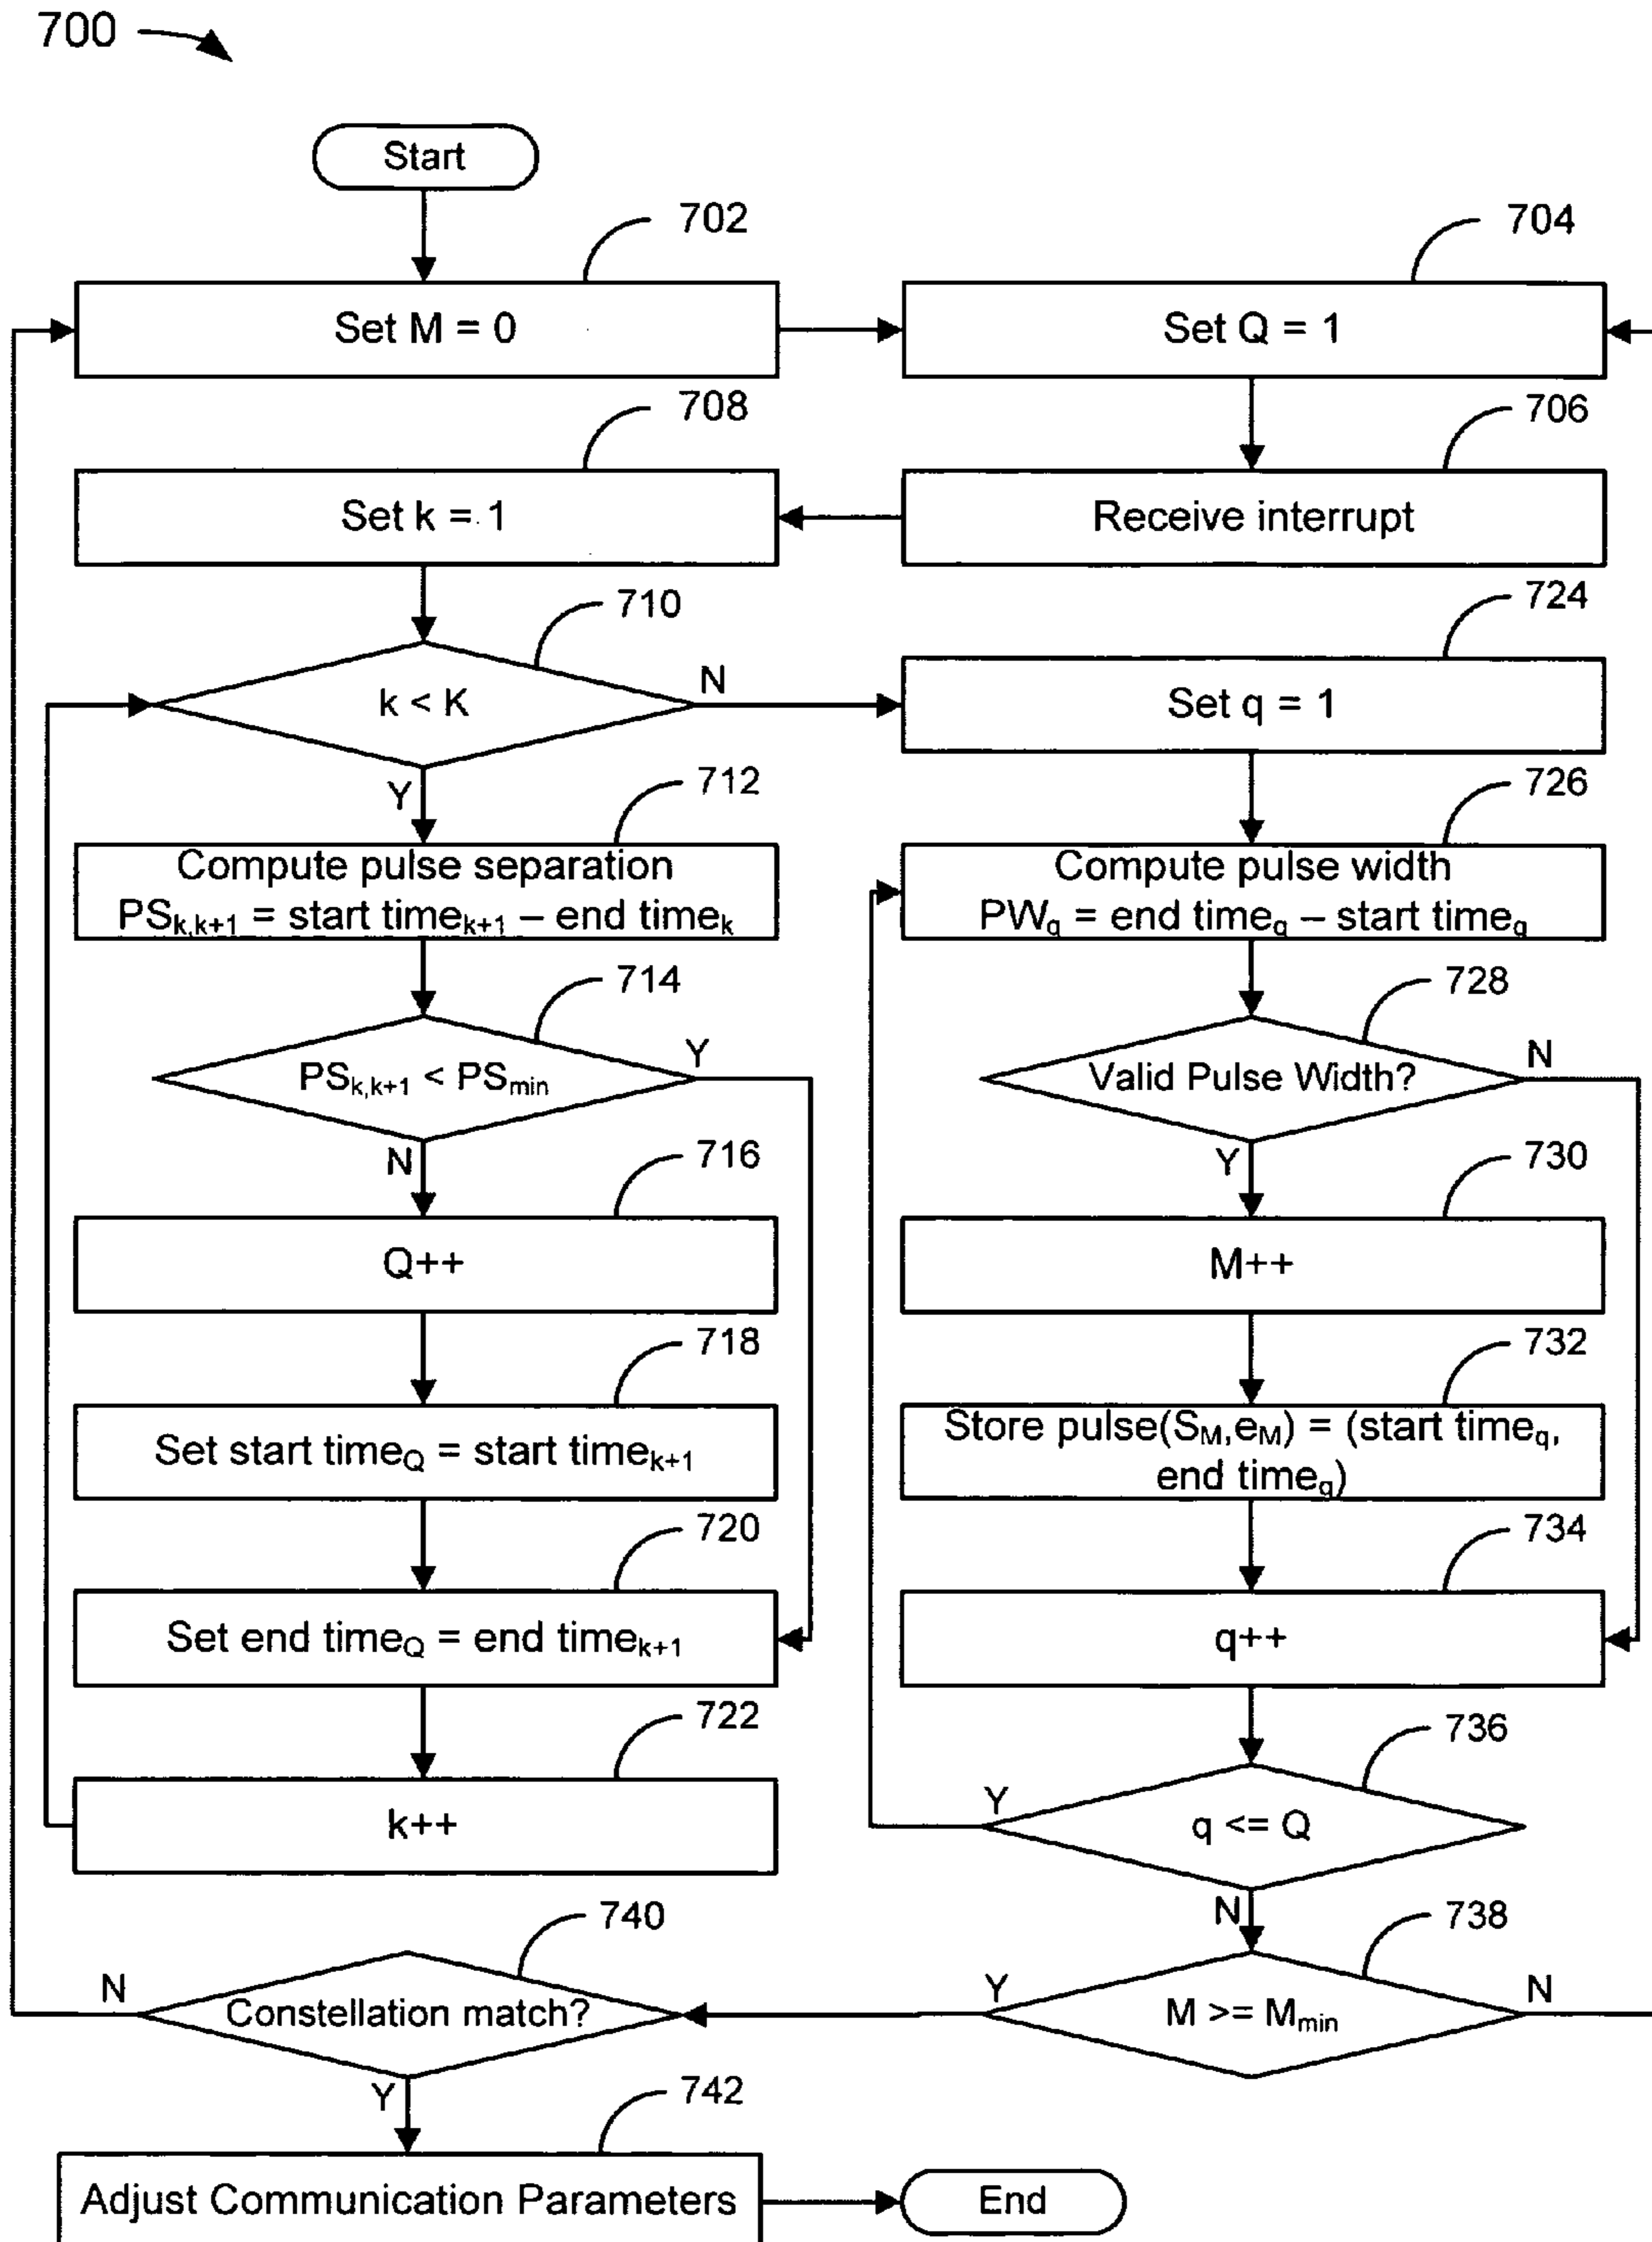 700
Start
702
704
Set M = 0
Set Q = 1
708
706
Set k = 1
Receive interrupt
710
724
k < K
N
Set q = 1
Y
712
726
Compute pulse separation
PSk,k+1 = start timek+1 – end timek
Compute pulse width
PWq = end timeq – start timeq
714
728
PSk,k+1 < PSmin
Y
Valid Pulse Width?
N
N
716
Y
730
Q++
M++
718
732
Set start timeQ = start timek+1
Store pulse(SM,eM) = (start timeq,
end timeq)
720
734
Set end timeQ = end timek+1
q++
722
736
k++
Y
q <= Q
740
N
738
N
Constellation match?
Y
M >= Mmin
N
Y
742
Adjust Communication Parameters
End